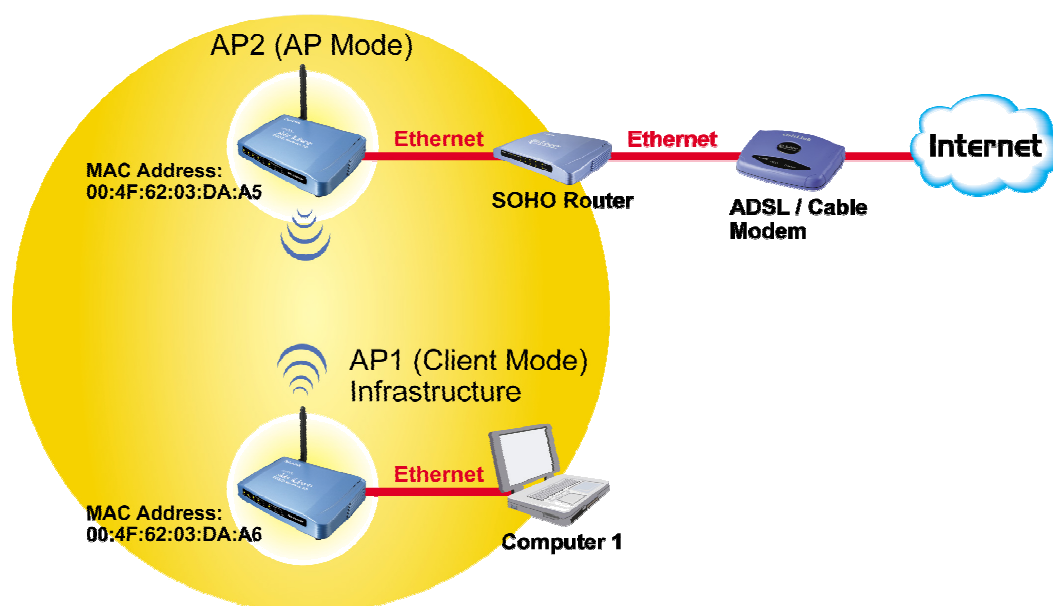 AP2 (AP Mode)
Ethernet
Ethernet
Internet
MAC Address:
00:4F:62:03:DA:A5
SOHO Router
ADSL / Cable
Modem
AP1 (Client Mode)
Infrastructure
Ethernet
MAC Address:
00:4F:62:03:DA:A6
Computer 1